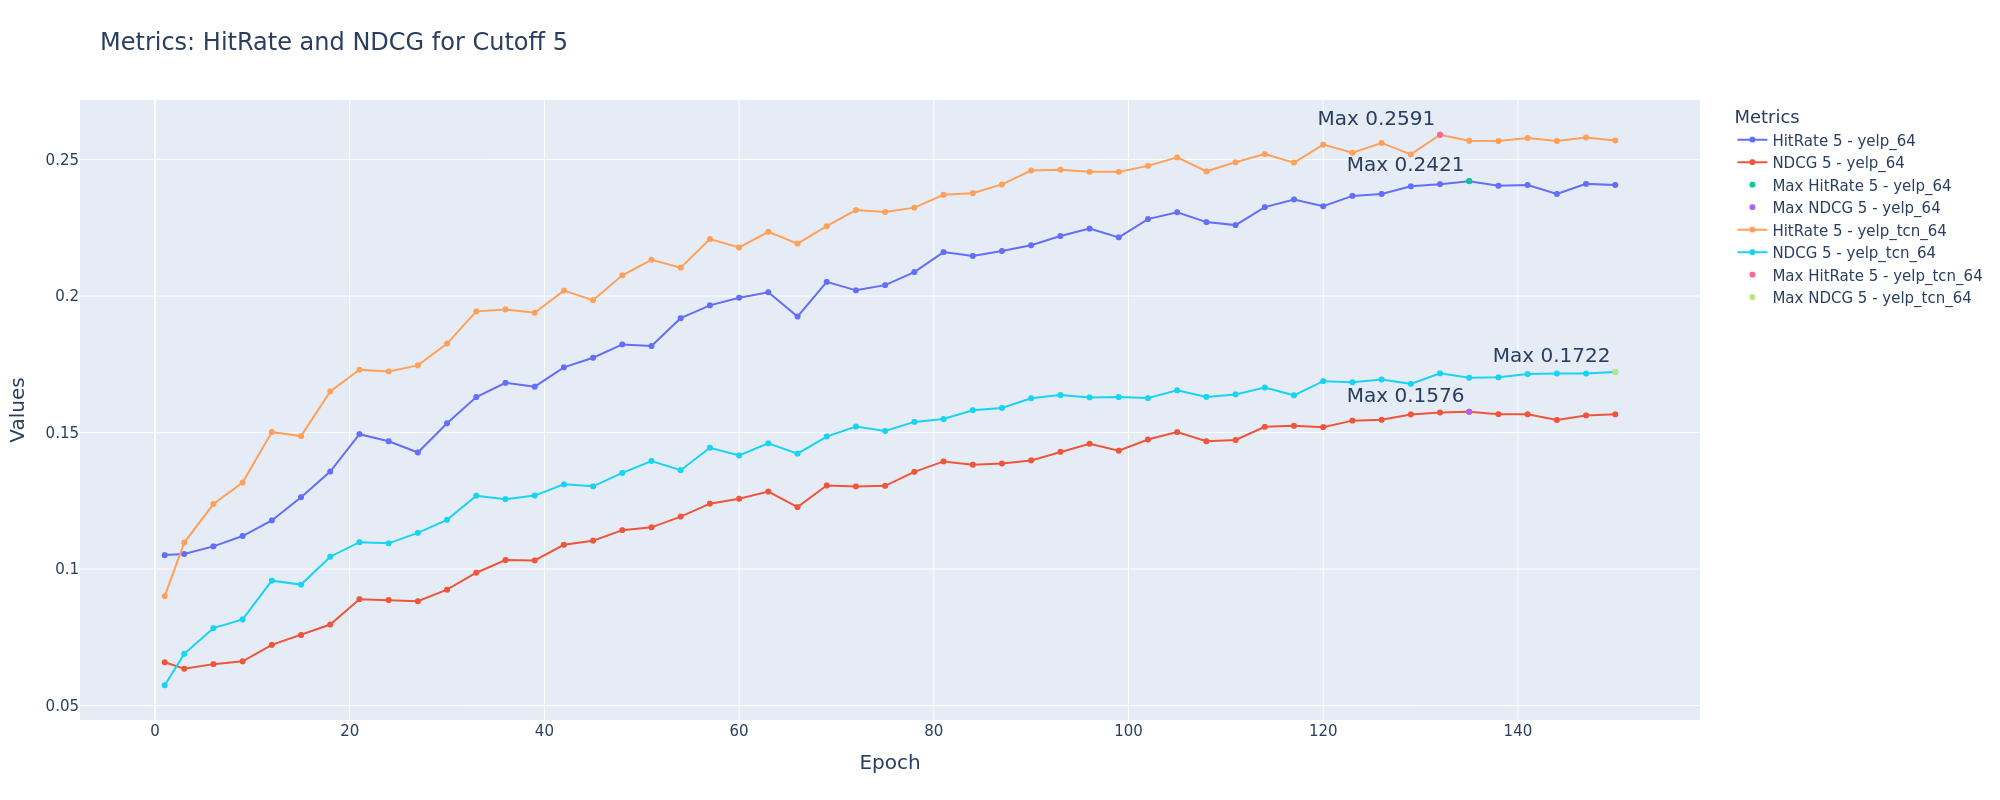 Metrics: HitRate and NDCG for Cutoff 5
Max 0.2591
Max 0.2421
Max 0.1722
Max 0.1576
0.25
0.2
0.15
0.1
0.05
Values
0 20 40 60 80 100 120 140
Epoch
Metrics
HitRate 5 - yelp_64
NDCG 5 - yelp_64
Max HitRate 5 - yelp_64
Max NDCG 5 - yelp_64
HitRate 5 - yelp_tcn_64
NDCG 5 - yelp_tcn_64
Max HitRate 5 - yelp_tcn_64
Max NDCG 5 - yelp_tcn_64